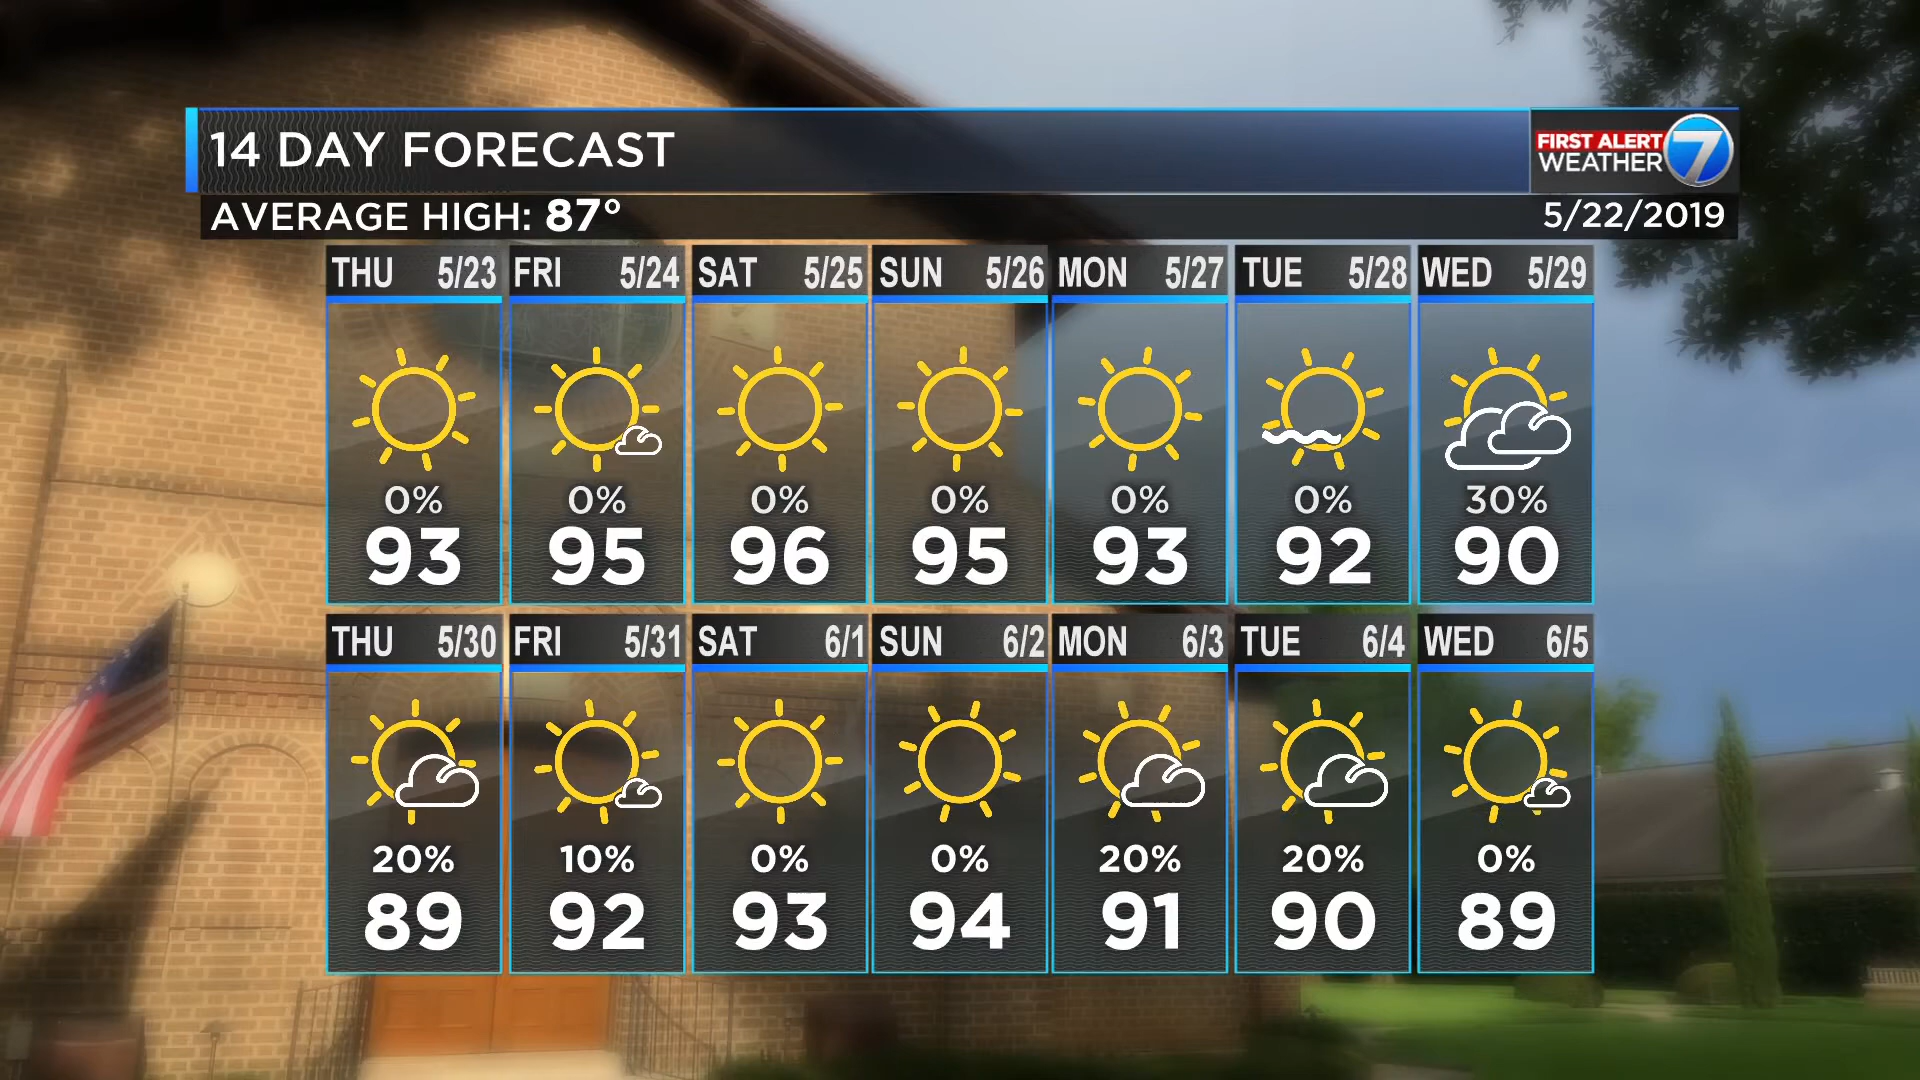 14 DAY FORECAST
FIRST ALERT
WEATHER 7
AVERAGE HIGH: 87° 5/22/2019
THU 5/23 FRI 5/24 SAT 5/25 SUN 5/26 MON 5/27 TUE 5/28 WED 5/29
0% 0% 0% 0% 0% 0% 30%
93 95 96 95 93 92 90
THU 5/30 FRI 5/31 SAT 6/1 SUN 6/2 MON 6/3 TUE 6/4 WED 6/5
20% 10% 0% 0% 20% 20% 0%
89 92 93 94 91 90 89